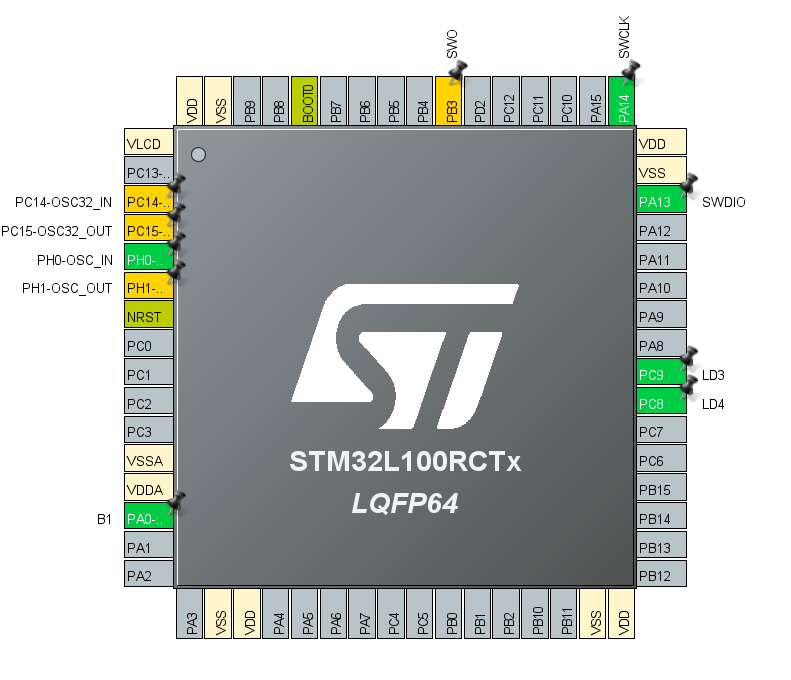 SWO
SWCLK
VDD
VSS
PB9
PB8
BOOT0
PB7
PB6
PB5
PB4
PB3
PD2
PC12
PC11
PC10
PA15
PA14
VLCD
PC13-..
PC14-OSC32_IN PC14-..
PC15-OSC32_OUT PC15-..
PH0-OSC_IN PH0-..
PH1-OSC_OUT PH1-..
NRST
PC0
PC1
PC2
PC3
VSSA
VDDA
B1 PA0-..
PA1
PA2
VDD
VSS
PA13 SWDIO
PA12
PA11
PA10
PA9
PA8
PC9 LD3
PC8 LD4
PC7
PC6
PB15
PB14
PB13
PB12
ST
STM32L100RCTx
LQFP64
PA3
VSS
VDD
PA4
PA5
PA6
PA7
PC4
PC5
PB0
PB1
PB2
PB10
PB11
VSS
VDD